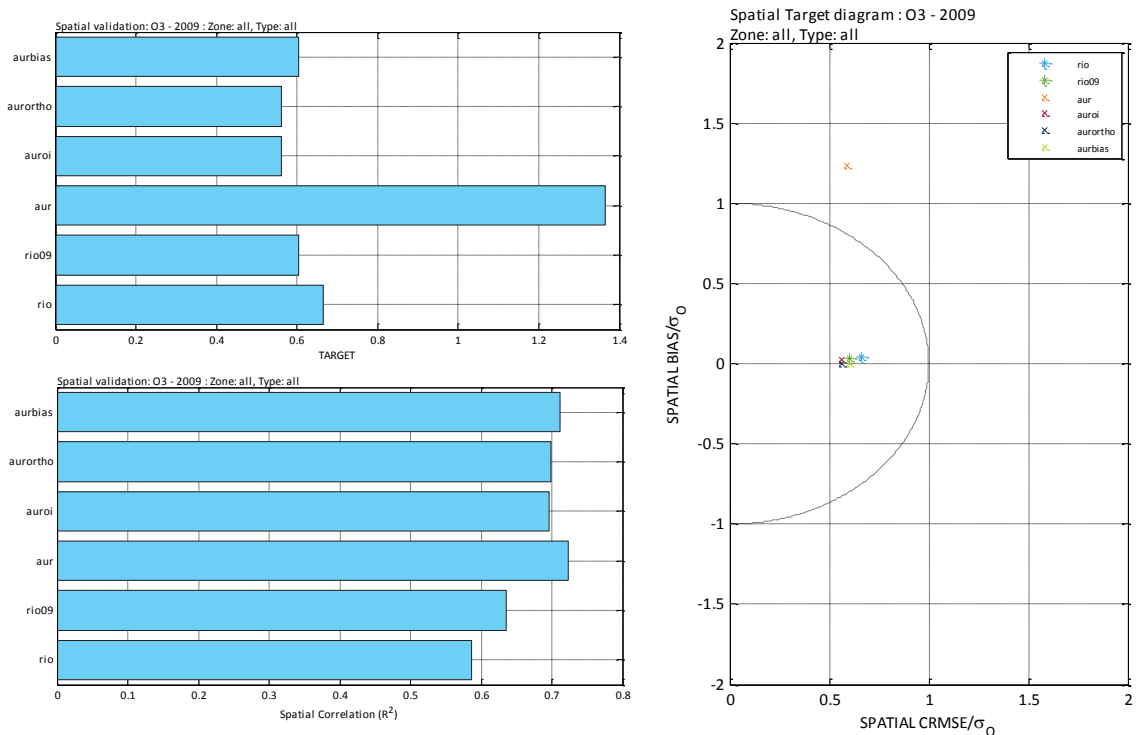 Spatial validation: O3 - 2009 : Zone: all, Type: all
aurbias
aurortho
auroi
aur
rio09
rio
0 0.2 0.4 0.6 0.8 1 1.2 1.4
TARGET
Spatial validation: O3 - 2009 : Zone: all, Type: all
aurbias
aurortho
auroi
aur
rio09
rio
0 0.1 0.2 0.3 0.4 0.5 0.6 0.7 0.8
Spatial Correlation (R²)
Spatial Target diagram : O3 - 2009
Zone: all, Type: all
2
1.5
1
0.5
0
-0.5
-1
-1.5
-2
SPATIAL BIAS/σO
rio
rio09
aur
auroi
aurortho
aurbias
0 0.5 1 1.5 2
SPATIAL CRMSE/σO